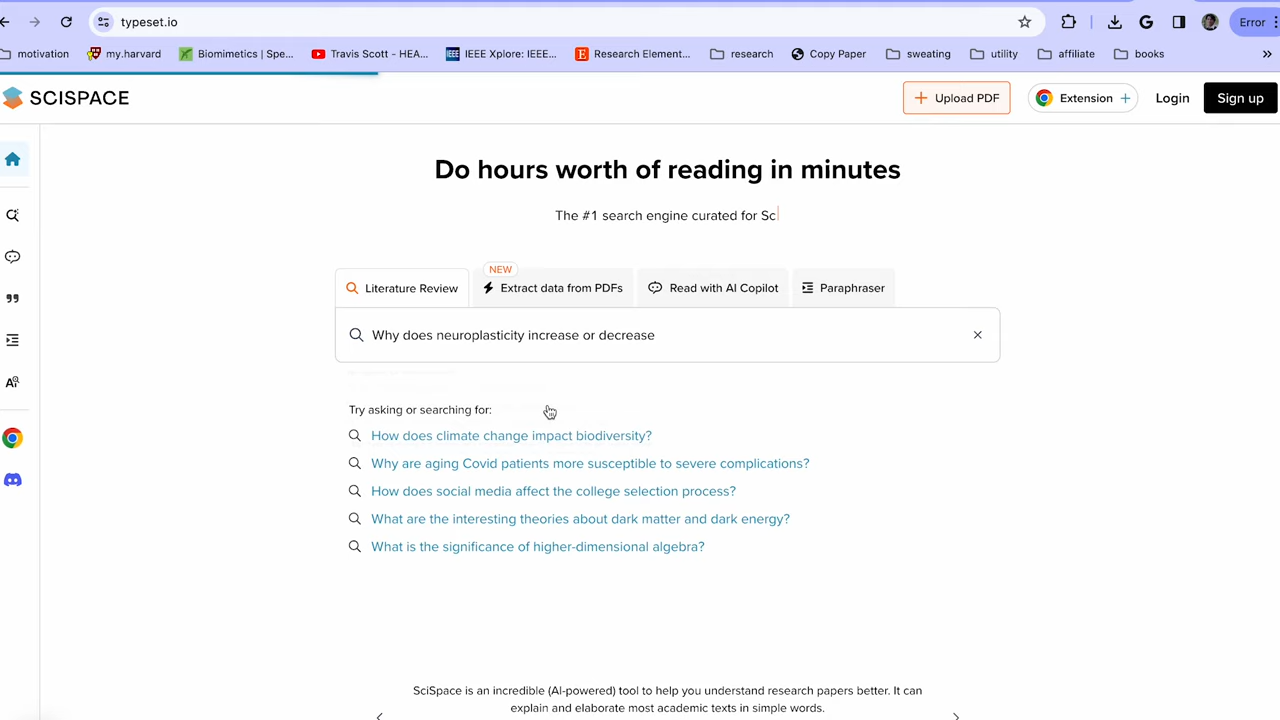 typeset.io
Error
motivation
my.harvard
Biomimetics | Spe...
Travis Scott - HEA...
IEEE Xplore: IEEE...
Research Element...
research
Copy Paper
sweating
utility
affiliate
books
SCISPACE
Upload PDF
Extension
Login
Sign up
Do hours worth of reading in minutes
The #1 search engine curated for Sc
NEW
Literature Review
Extract data from PDFs
Read with AI Copilot
Paraphraser
Why does neuroplasticity increase or decrease
Try asking or searching for:
How does climate change impact biodiversity?
Why are aging Covid patients more susceptible to severe complications?
How does social media affect the college selection process?
What are the interesting theories about dark matter and dark energy?
What is the significance of higher-dimensional algebra?
SciSpace is an incredible (AI-powered) tool to help you understand research papers better. It can
explain and elaborate most academic texts in simple words.